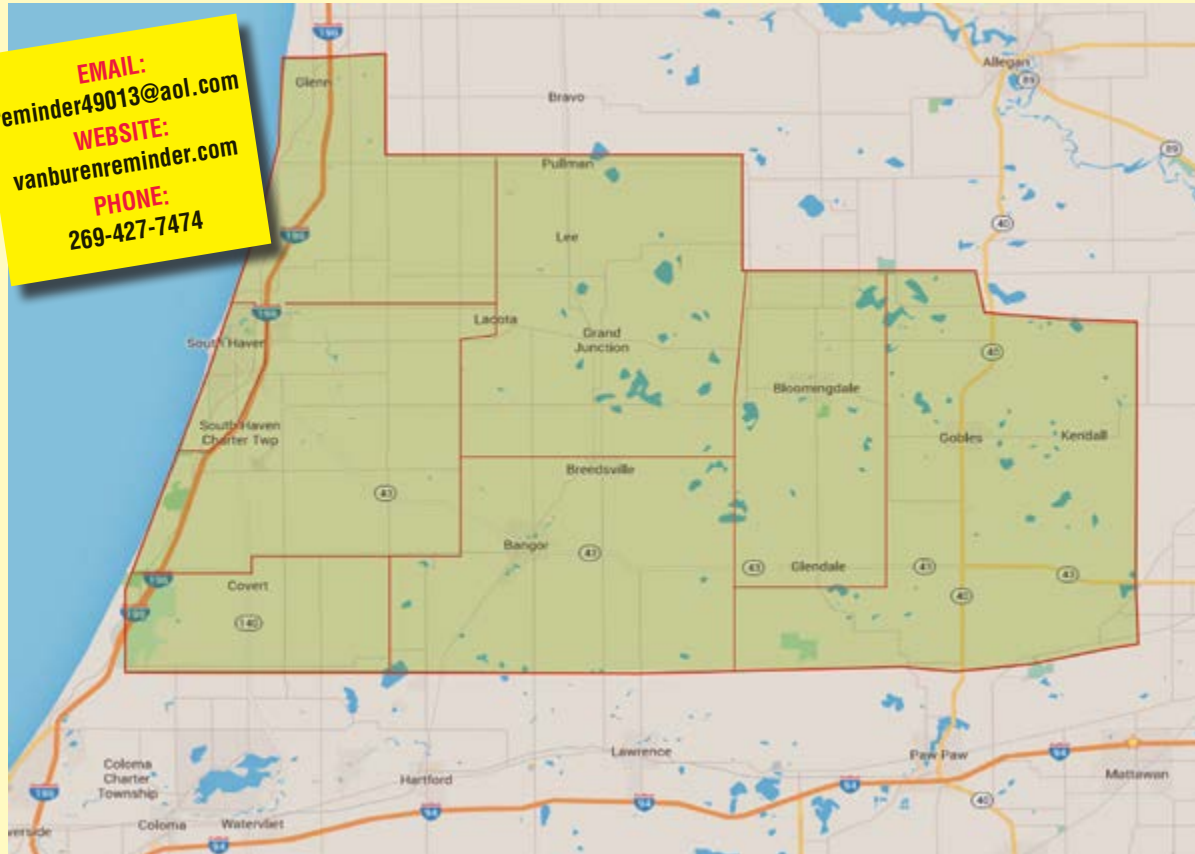 EMAIL:
reminder49013@aol.com
WEBSITE:
vanburenreminder.com
PHONE:
269-427-7474
196
Glenn
Bravo
Allegan
89
89
Pullman
40
196
Lee
196
Lacota
South Haven
Grand
Junction
40
Bloomingdale
South Haven
Charter Twp
Gobles
Kendall
Breedsville
43
Bangor
43
43
Glendale
43
43
196
Covert
40
196
140
Lawrence
Paw Paw
94
Mattawan
Coloma
Charter
Township
Hartford
94
196
94
94
40
verside
Coloma
Watervliet
94